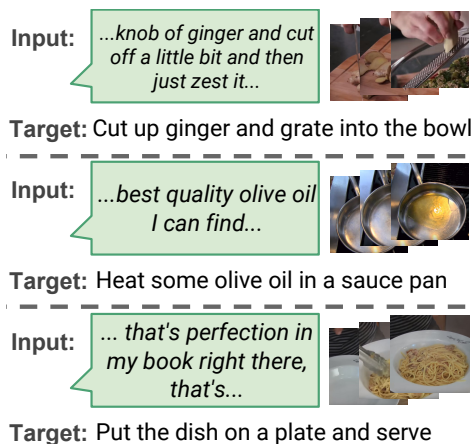 Input:
...knob of ginger and cut
off a little bit and then
just zest it...
Target: Cut up ginger and grate into the bowl
Input:
...best quality olive oil
I can find...
Target: Heat some olive oil in a sauce pan
Input:
... that's perfection in
my book right there,
that's...
Target: Put the dish on a plate and serve